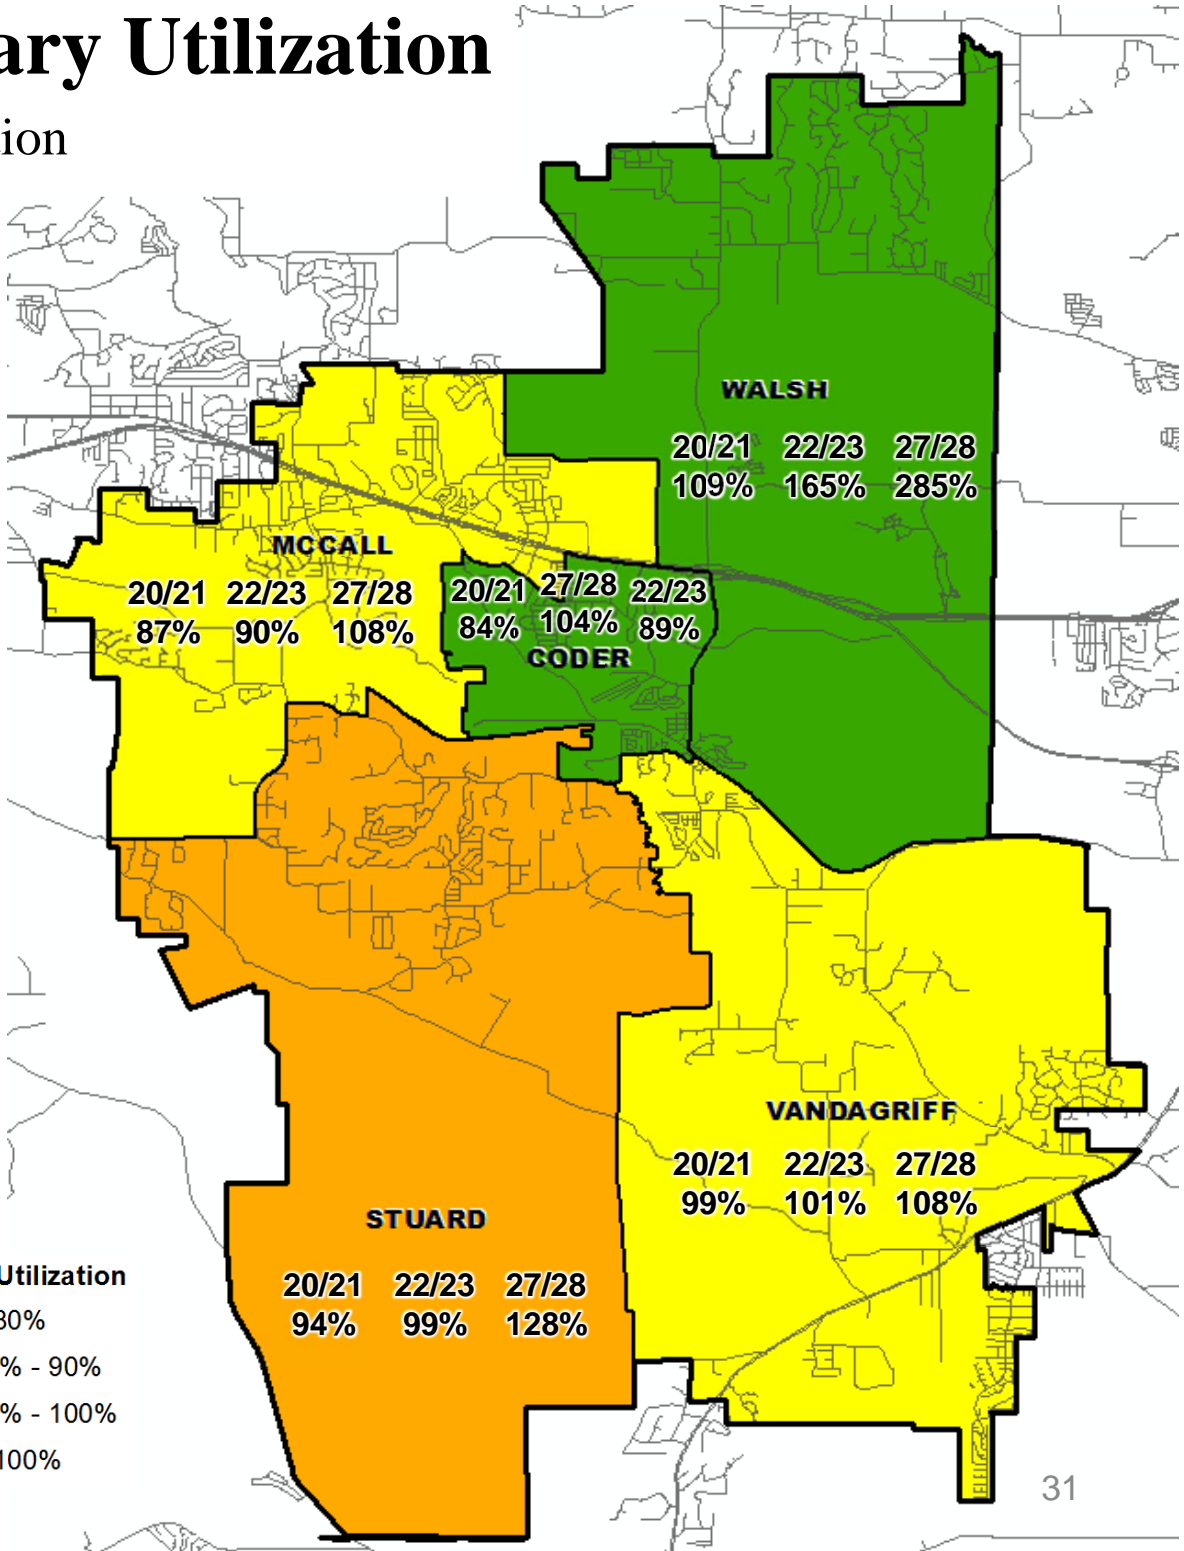 ary Utilization
ion
WALSH
20/21 22/23 27/28
109% 165% 285%
MCCALL
20/21 22/23 27/28
87% 90% 108%
20/21 27/28 22/23
84% 104% 89%
CODER
VANDAGRIFF
20/21 22/23 27/28
99% 101% 108%
STUARD
20/21 22/23 27/28
94% 99% 128%
Utilization
80%
% - 90%
% - 100%
100%
31